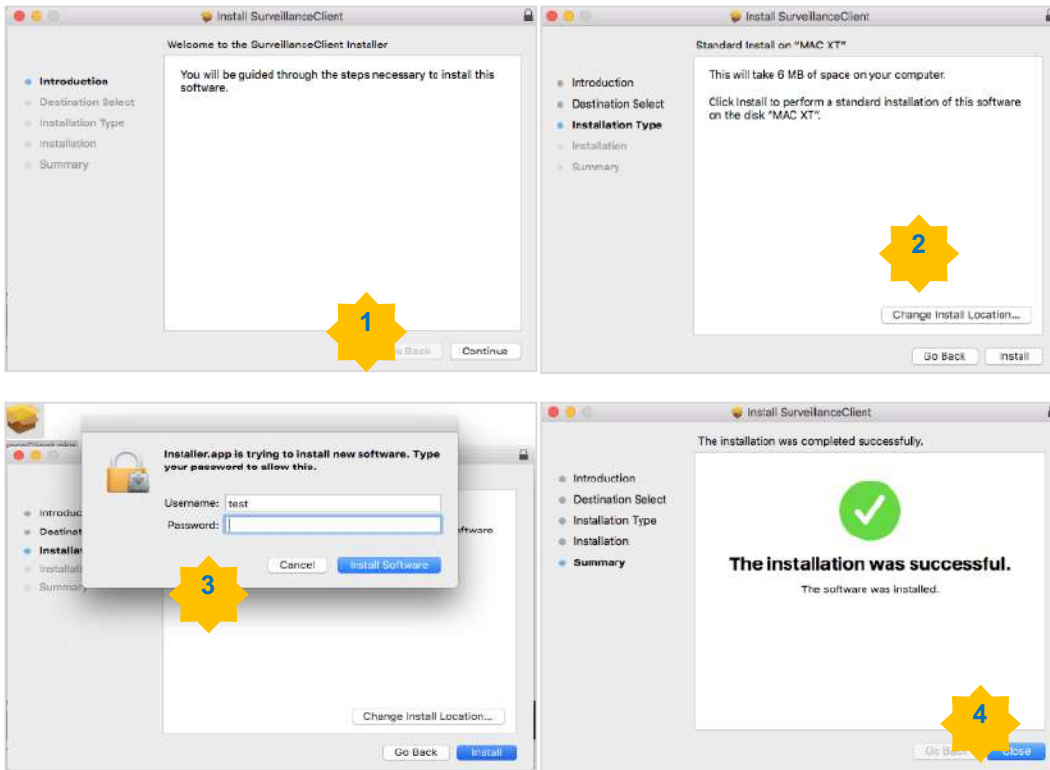 Install SurveillanceClient
Welcome to the SurveillanceClient Installer
Introduction
Destination Select
Installation Type
Installation
Summary
You will be guided through the steps necessary to install this
software.
1
Continue
Install SurveillanceClient
Standard Install on "MAC XT"
Introduction
Destination Select
Installation Type
Installation
Summary
This will take 6 MB of space on your computer.
Click Install to perform a standard installation of this software
on the disk "MAC XT".
2
Change Install Location...
Go Back
Install
Installer.app is trying to install new software. Type
your password to allow this.
Username: test
Password:
Cancel
Install Software
3
Summary
Change Install Location...
Go Back
Install
Install SurveillanceClient
The installation was completed successfully.
Introduction
Destination Select
Installation Type
Installation
Summary
The installation was successful.
The software was installed.
4
Close